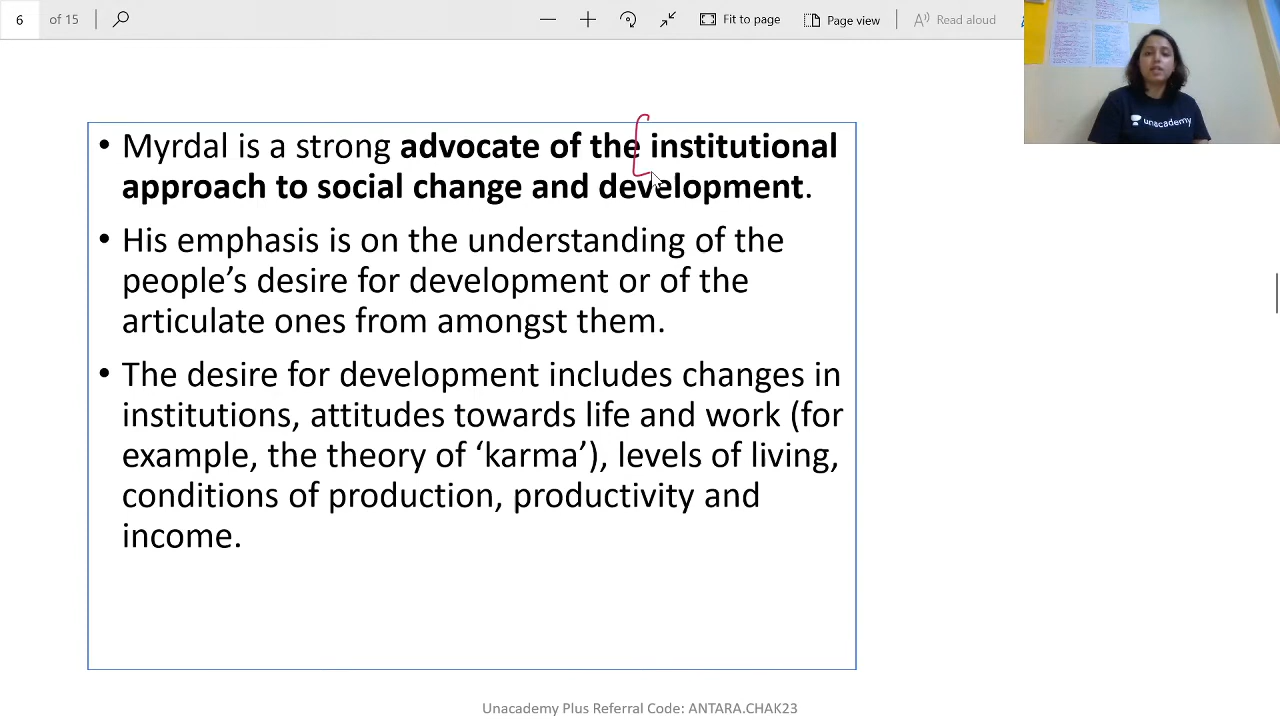 6 of 15 Fit to page Page view Read aloud
unacademy
• Myrdal is a strong advocate of the institutional
approach to social change and development.
• His emphasis is on the understanding of the
people’s desire for development or of the
articulate ones from amongst them.
• The desire for development includes changes in
institutions, attitudes towards life and work (for
example, the theory of ‘karma’), levels of living,
conditions of production, productivity and
income.
Unacademy Plus Referral Code: ANTARA.CHAK23